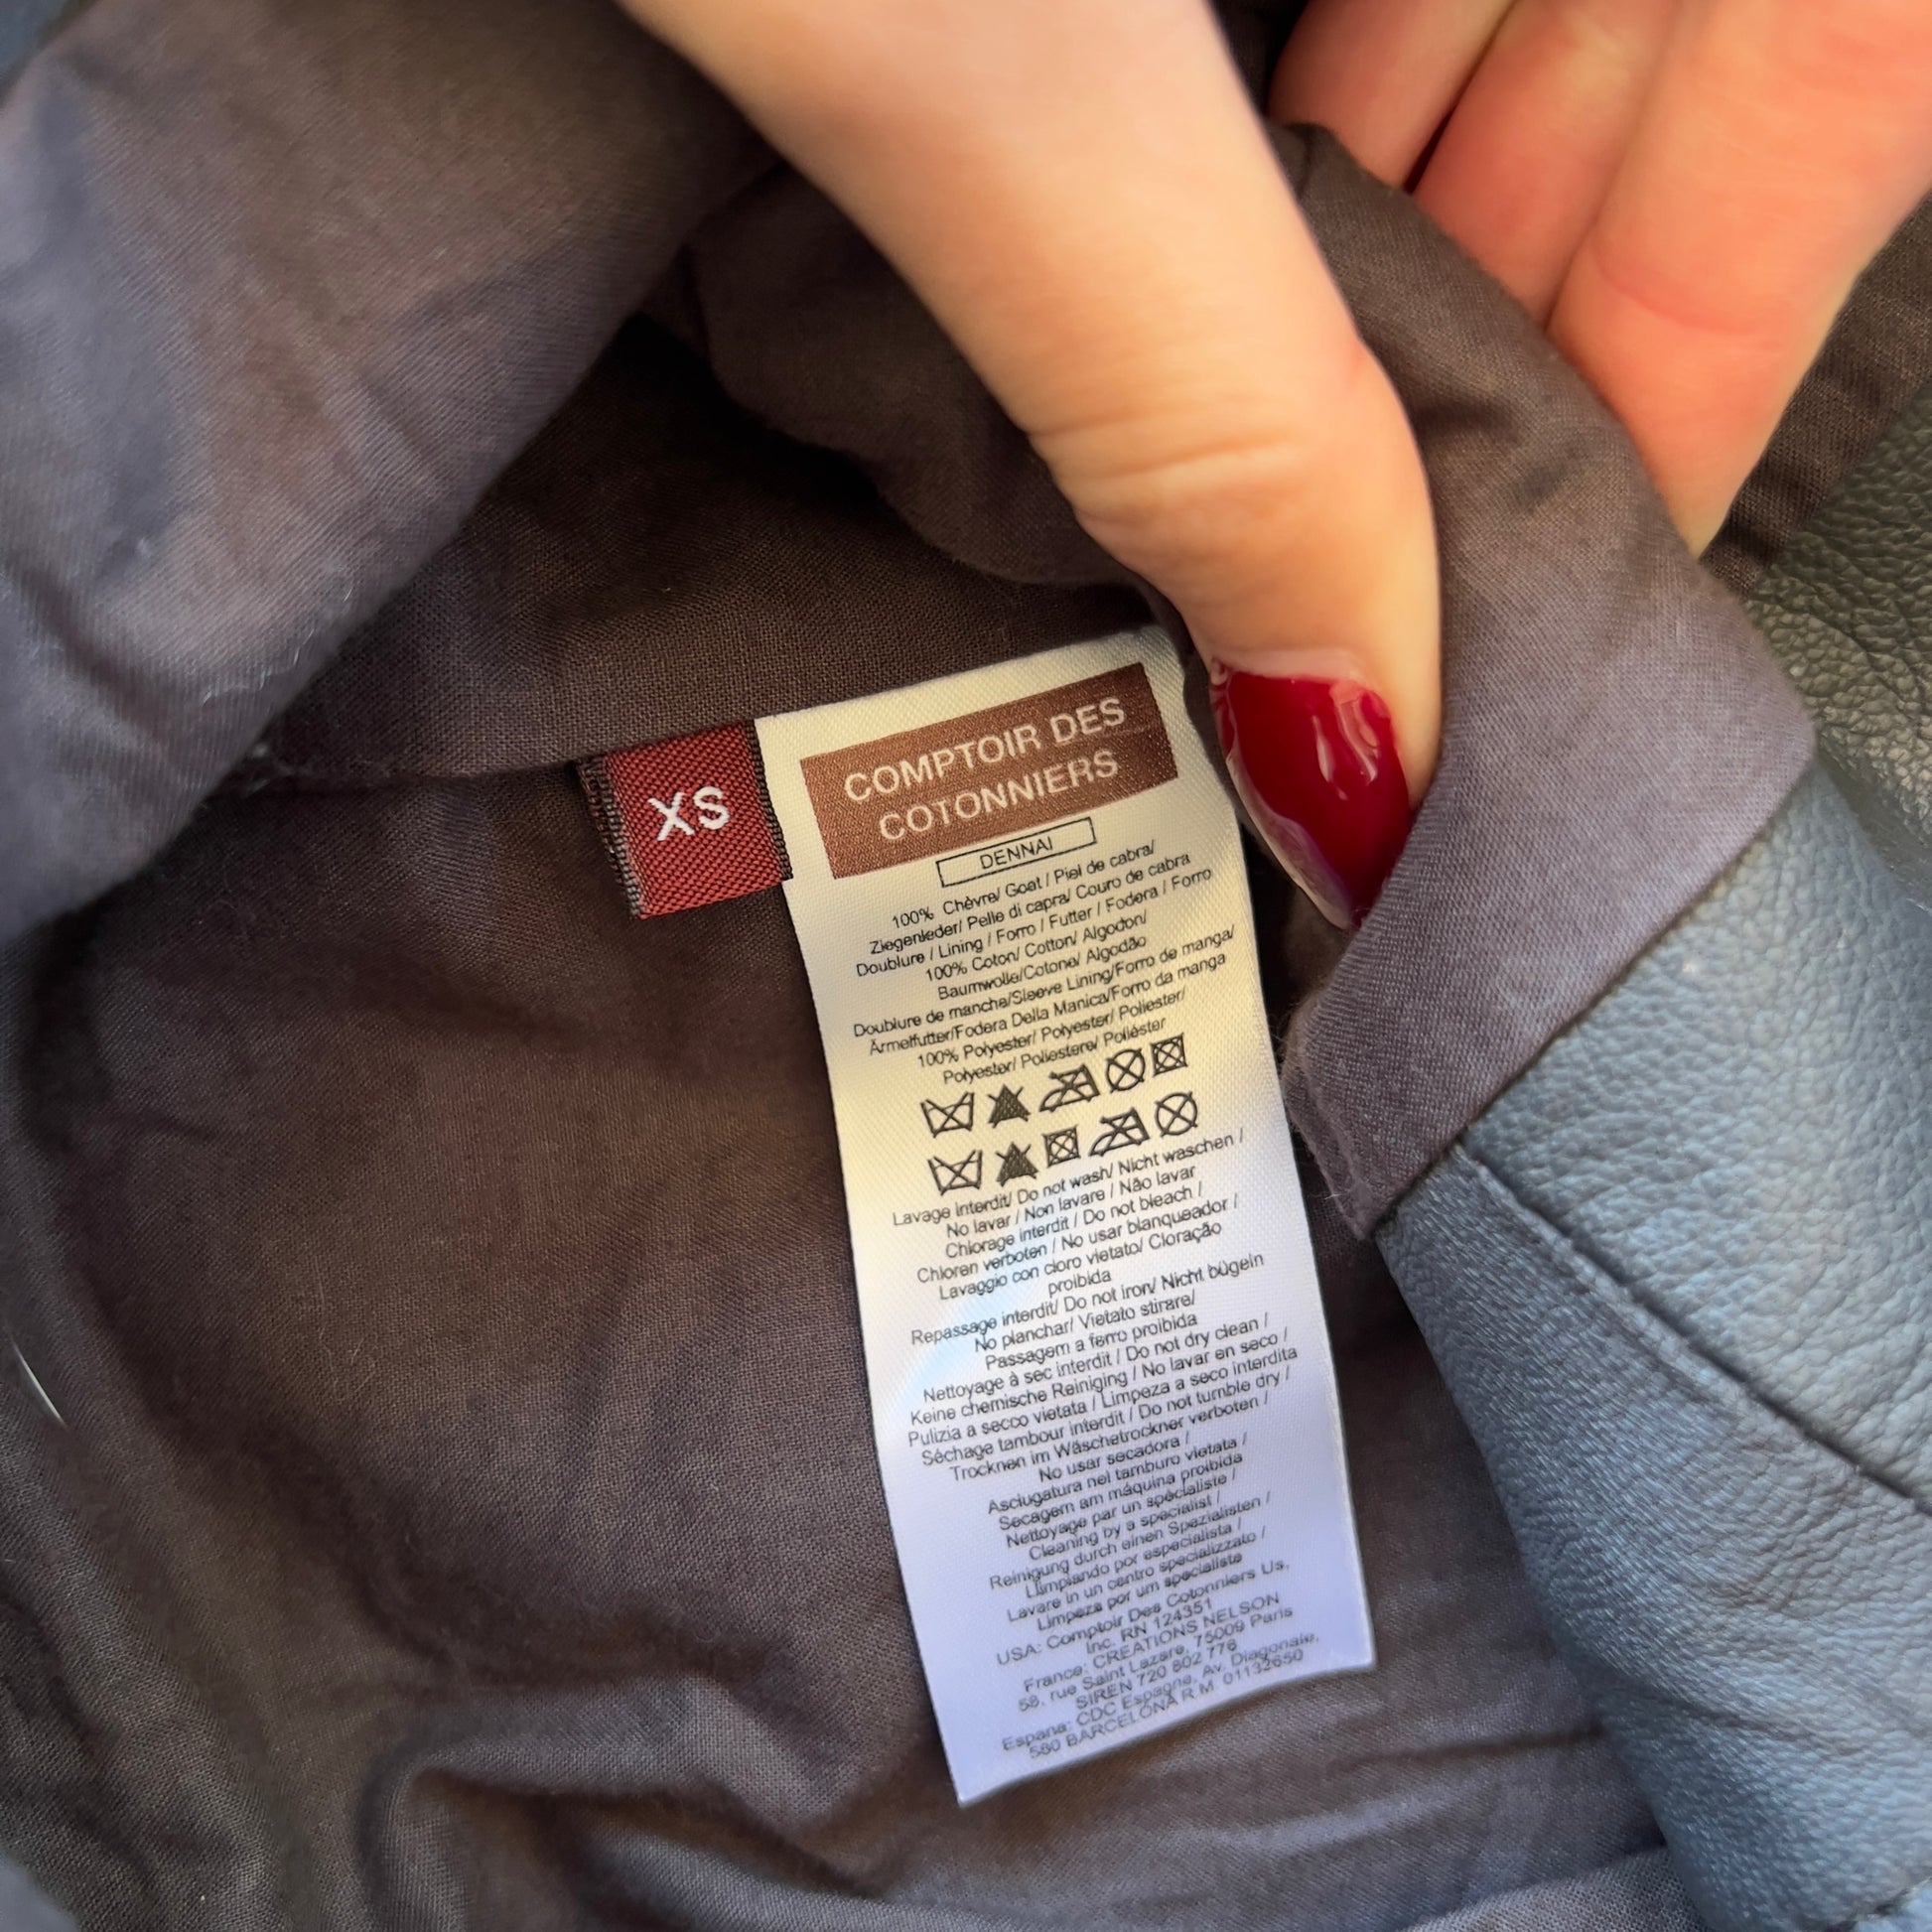 XS
COMPTOIR DES
COTONNIERS
DENNAI
100% Chèvre/ Goat / Piel de cabra/
Ziegenleder/ Pelle di capra/ Couro de cabra
Doublure / Lining / Forro / Futter / Fodera / Forro
100% Coton/ Cotton/ Algodon/
Baumwolle/Cotone/ Algodão
Doublure de manche/Sleeve Lining/Forro de manga/
Ärmelfutter/Fodera Della Manica/Forro da manga
100% Polyester/ Polyester/ Poliester/
Polyester/ Poliestere/ Poliéster
Lavage interdit/ Do not wash/ Nicht waschen /
No lavar / Non lavare / Não lavar
Chlorage interdit / Do not bleach /
Chloren verboten / No usar blanqueador /
Lavaggio con cloro vietato/ Cloração
proibida
Repassage interdit/ Do not iron/ Nicht bügeln
No planchar/ Vietato stirare/
Passagem a ferro proibida
Nettoyage à sec interdit / Do not dry clean /
Keine chemische Reiniging / No lavar en seco /
Pulizia a secco vietata / Limpeza a seco interdita
Séchage tambour interdit / Do not tumble dry /
Trocknen im Wäschetrockner verboten /
No usar secadora /
Asciugatura nel tamburo vietata /
Secagem am máquina proibida
Nettoyage par un spécialiste /
Cleaning by a specialist /
Reinigung durch einen Spezialisten /
Limpiando por especialista /
Lavare in un centro specializzato /
Limpeza por um specialista
USA: Comptoir Des Cotonniers Us,
Inc. RN 124351
France: CREATIONS NELSON
58, rue Saint Lazare, 75009 Paris
SIREN 720 802 776
Espana: CDC Espagne, Av. Diagonale,
580 BARCELONA R.M. 01132650